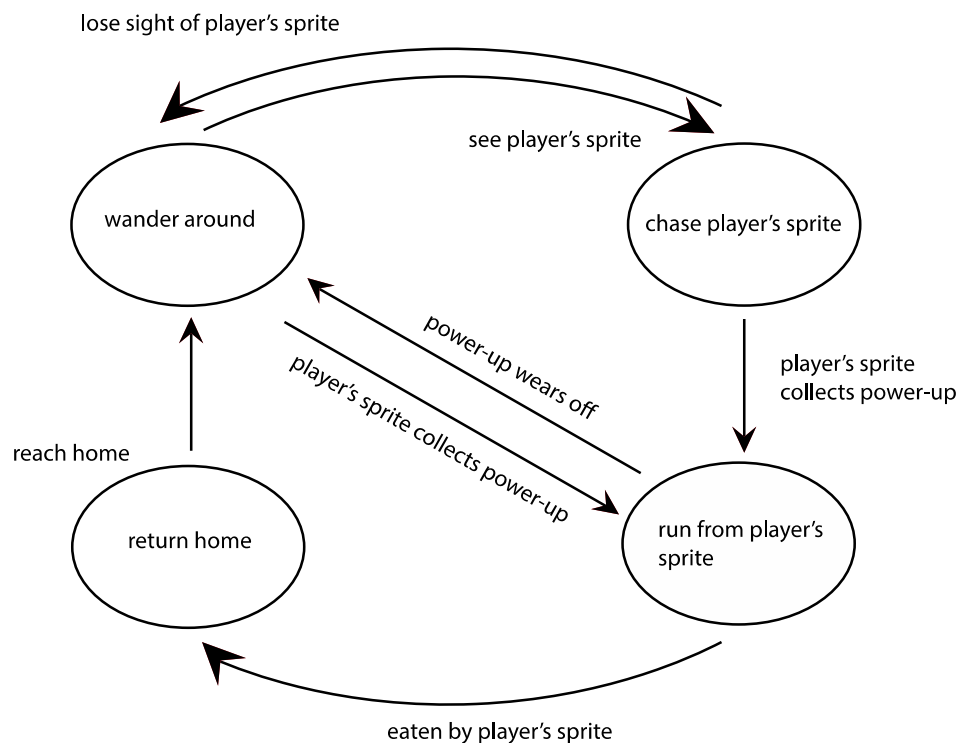 lose sight of player's sprite
see player's sprite
wander around
chase player's sprite
power-up wears off
player's sprite collects power-up
player's sprite
collects power-up
reach home
return home
run from player's
sprite
eaten by player's sprite